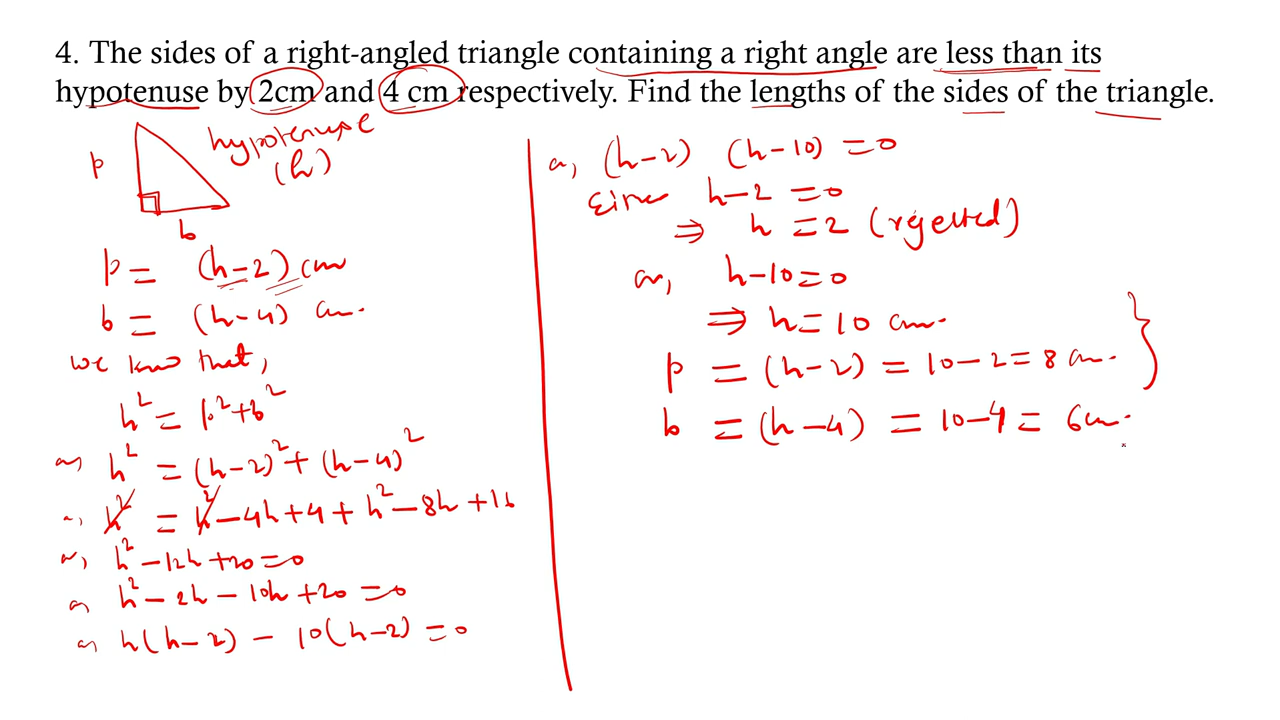 4. The sides of a right-angled triangle containing a right angle are less than its
hypotenuse by 2cm and 4 cm respectively. Find the lengths of the sides of the triangle.
hypotenuse
(h)
p
b
p = (h-2) cm
b = (h-4) cm.
we know that,
h² = p²+b²
or h² = (h-2)²+ (h-4)²
or, h² = h²-4h+4+h²-8h+16
or, h²-12h+20=0
or h²-2h-10h+20=0
or h(h-2) - 10(h-2)=0
or, (h-2) (h-10) =0
Either h-2 =0
⇒ h = 2 (rejected)
or, h-10=0
⇒ h=10 cm.
p = (h-2) = 10-2=8 cm.
b = (h-4) = 10-4= 6cm.